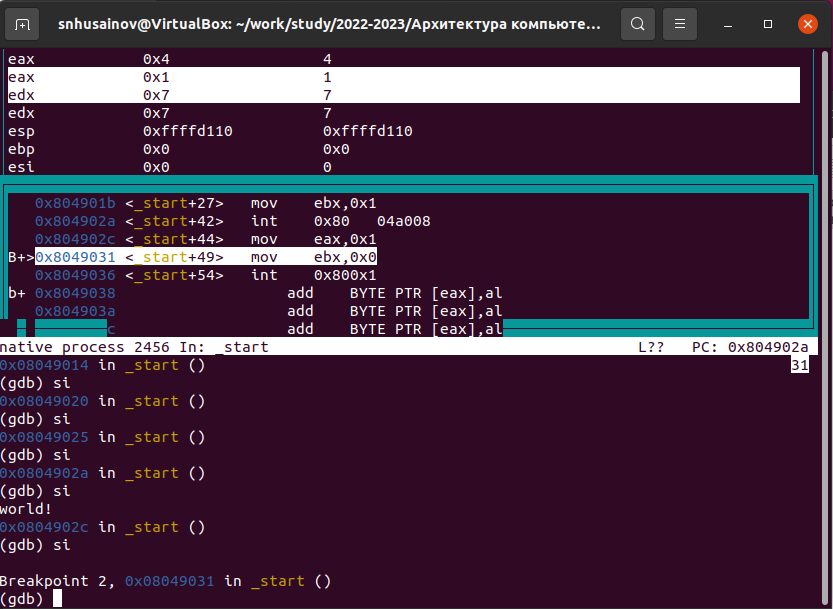 snhusainov@VirtualBox: ~/work/study/2022-2023/Архитектура компьюте...
eax 0x4 4
eax 0x1 1
edx 0x7 7
edx 0x7 7
esp 0xffffd110 0xffffd110
ebp 0x0 0x0
esi 0x0 0
0x804901b <_start+27> mov ebx,0x1
0x804902a <_start+42> int 0x80 04a008
0x804902c <_start+44> mov eax,0x1
B+>0x8049031 <_start+49> mov ebx,0x0
0x8049036 <_start+54> int 0x800x1
b+ 0x8049038 add BYTE PTR [eax],al
0x804903a add BYTE PTR [eax],al
c add BYTE PTR [eax],al
native process 2456 In: _start L?? PC: 0x804902a
0x08049014 in _start () 31
(gdb) si
0x08049020 in _start ()
(gdb) si
0x08049025 in _start ()
(gdb) si
0x0804902a in _start ()
(gdb) si
world!
0x0804902c in _start ()
(gdb) si
Breakpoint 2, 0x08049031 in _start ()
(gdb)